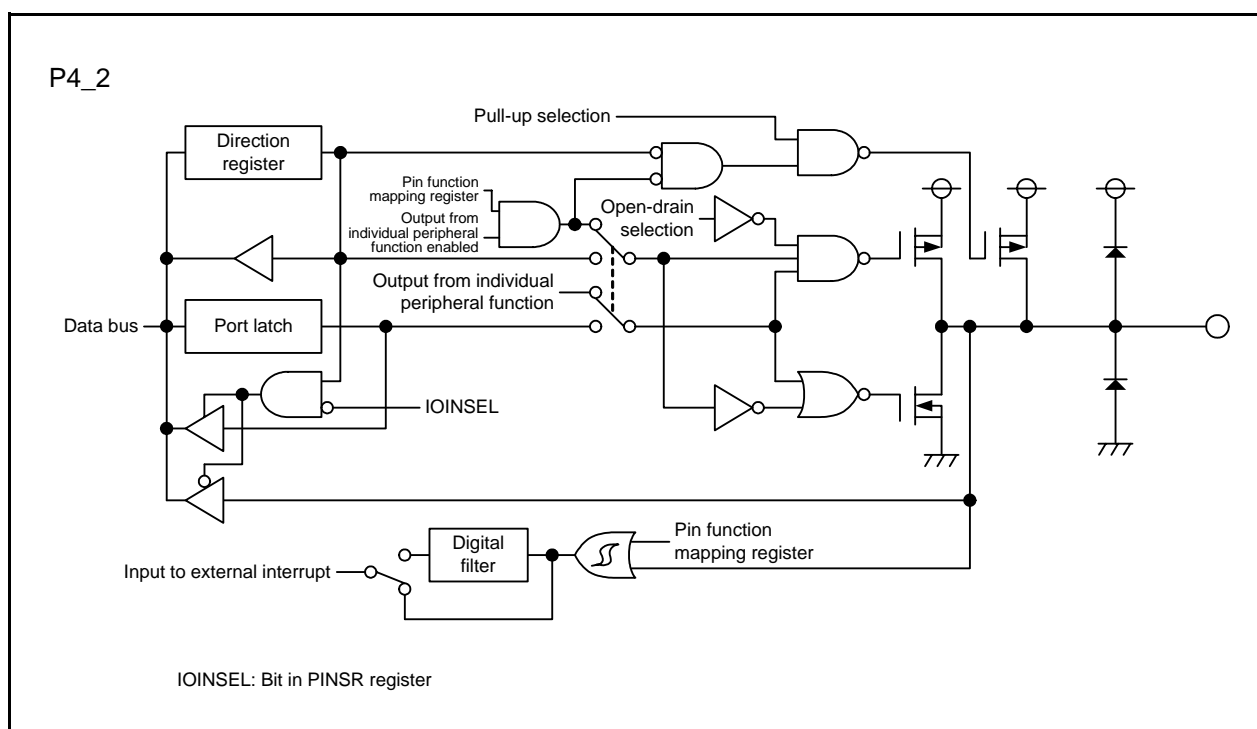 P4_2
Pull-up selection
Direction
register
Pin function
mapping register
Output from
individual peripheral
function enabled
Open-drain
selection
Output from individual
peripheral function
Data bus
Port latch
IOINSEL
Digital
filter
Pin function
mapping register
Input to external interrupt
IOINSEL: Bit in PINSR register